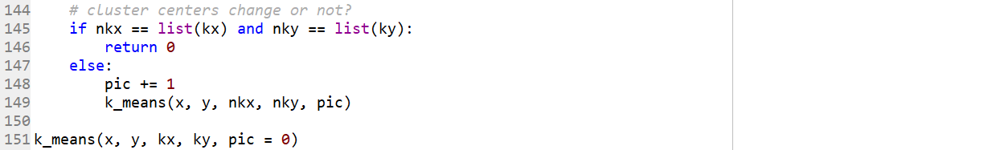 144     # cluster centers change or not?
145     if nkx == list(kx) and nky == list(ky):
146         return 0
147     else:
148         pic += 1
149         k_means(x, y, nkx, nky, pic)
150
151 k_means(x, y, kx, ky, pic = 0)